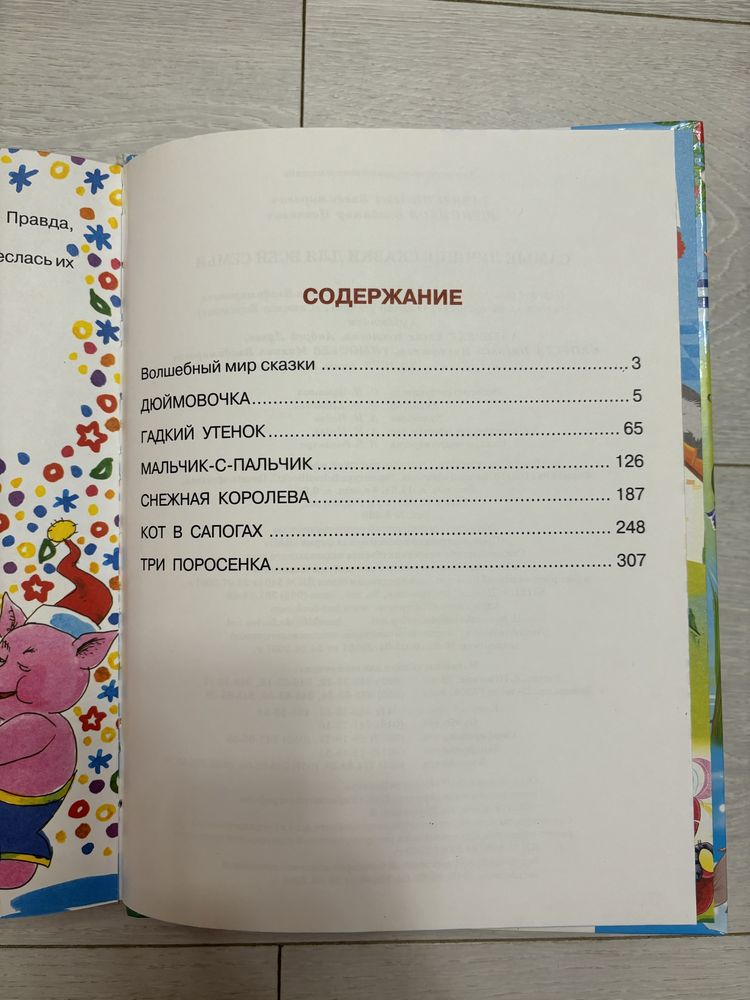 Правда,
еслась их
СОДЕРЖАНИЕ
Волшебный мир сказки ........ 3
ДЮЙМОВОЧКА........ 5
ГАДКИЙ УТЕНОК........ 65
МАЛЬЧИК-С-ПАЛЬЧИК ........ 126
СНЕЖНАЯ КОРОЛЕВА........ 187
КОТ В САПОГАХ ........ 248
ТРИ ПОРОСЕНКА........ 307